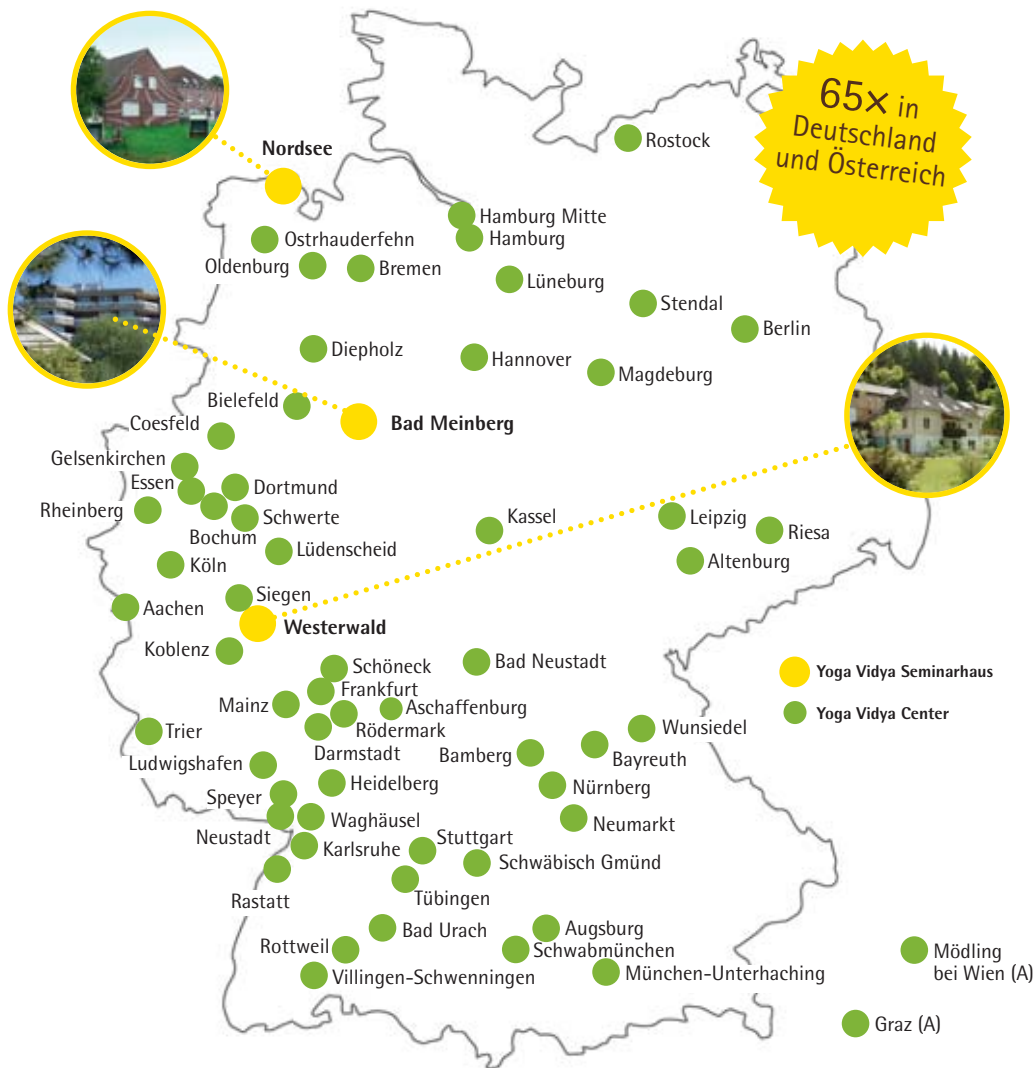 65× in
Deutschland
und Österreich
Rostock
Nordsee
Hamburg Mitte
Hamburg
Ostrhauderfehn
Oldenburg
Bremen
Lüneburg
Stendal
Berlin
Diepholz
Hannover
Magdeburg
Bielefeld
Bad Meinberg
Coesfeld
Gelsenkirchen
Essen
Dortmund
Rheinberg
Schwerte
Bochum
Kassel
Leipzig
Riesa
Lüdenscheid
Köln
Altenburg
Siegen
Aachen
Westerwald
Koblenz
Schöneck
Bad Neustadt
Yoga Vidya Seminarhaus
Frankfurt
Mainz
Aschaffenburg
Yoga Vidya Center
Rödermark
Trier
Wunsiedel
Darmstadt
Bamberg
Bayreuth
Ludwigshafen
Heidelberg
Nürnberg
Speyer
Neustadt
Waghäusel
Neumarkt
Karlsruhe
Stuttgart
Schwäbisch Gmünd
Rastatt
Tübingen
Bad Urach
Augsburg
Rottweil
Schwabmünchen
Villingen-Schwenningen
München-Unterhaching
Mödling
bei Wien (A)
Graz (A)